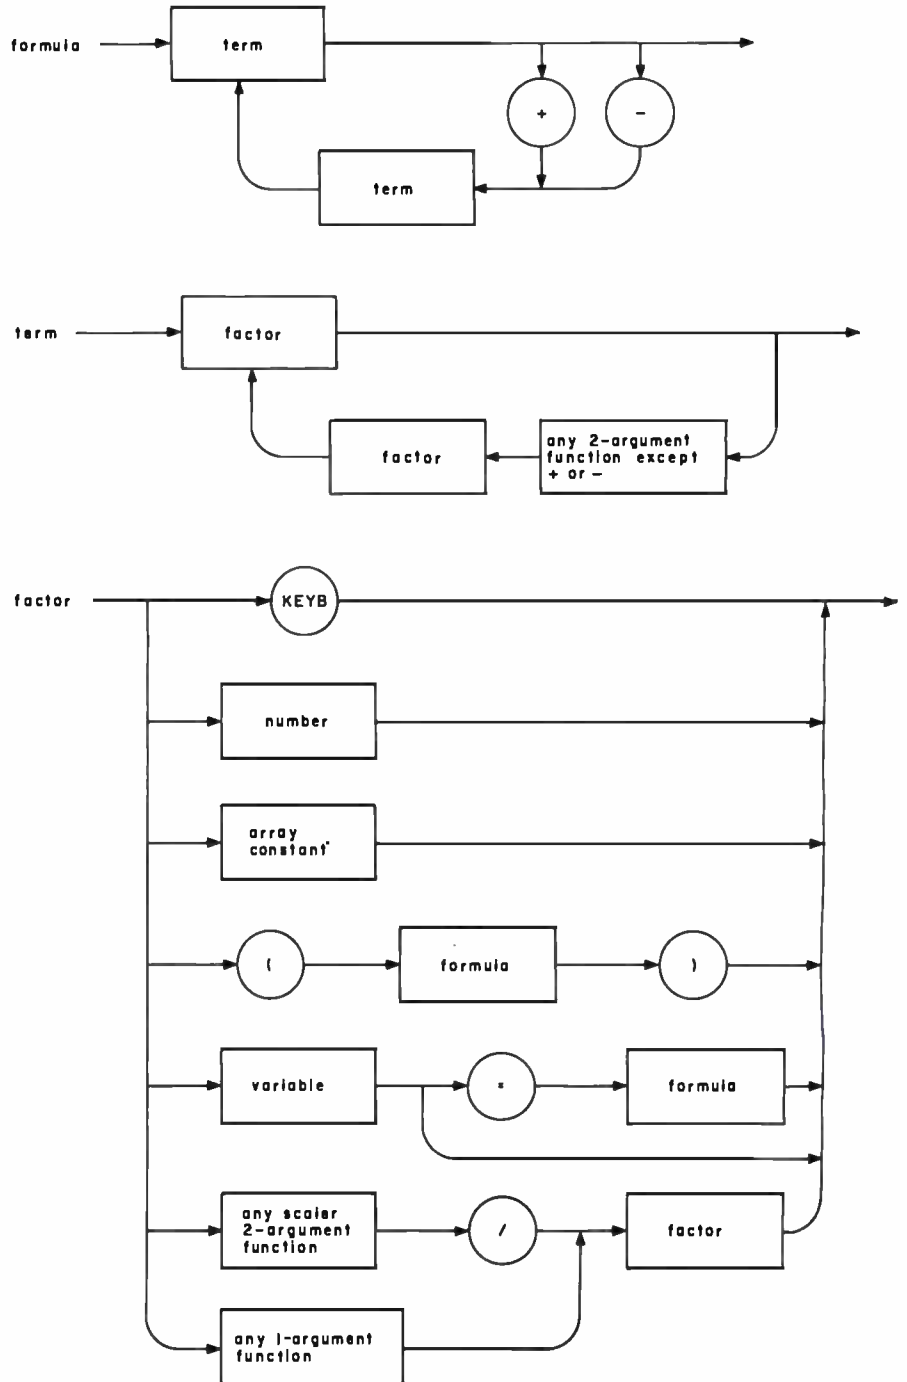 formula
term
+
-
term
term
factor
factor
any 2-argument
function except
+ or -
factor
KEYB
number
array
constant
(
formula
)
variable
=
formula
any scaler
2-argument
function
/
factor
any 1-argument
function